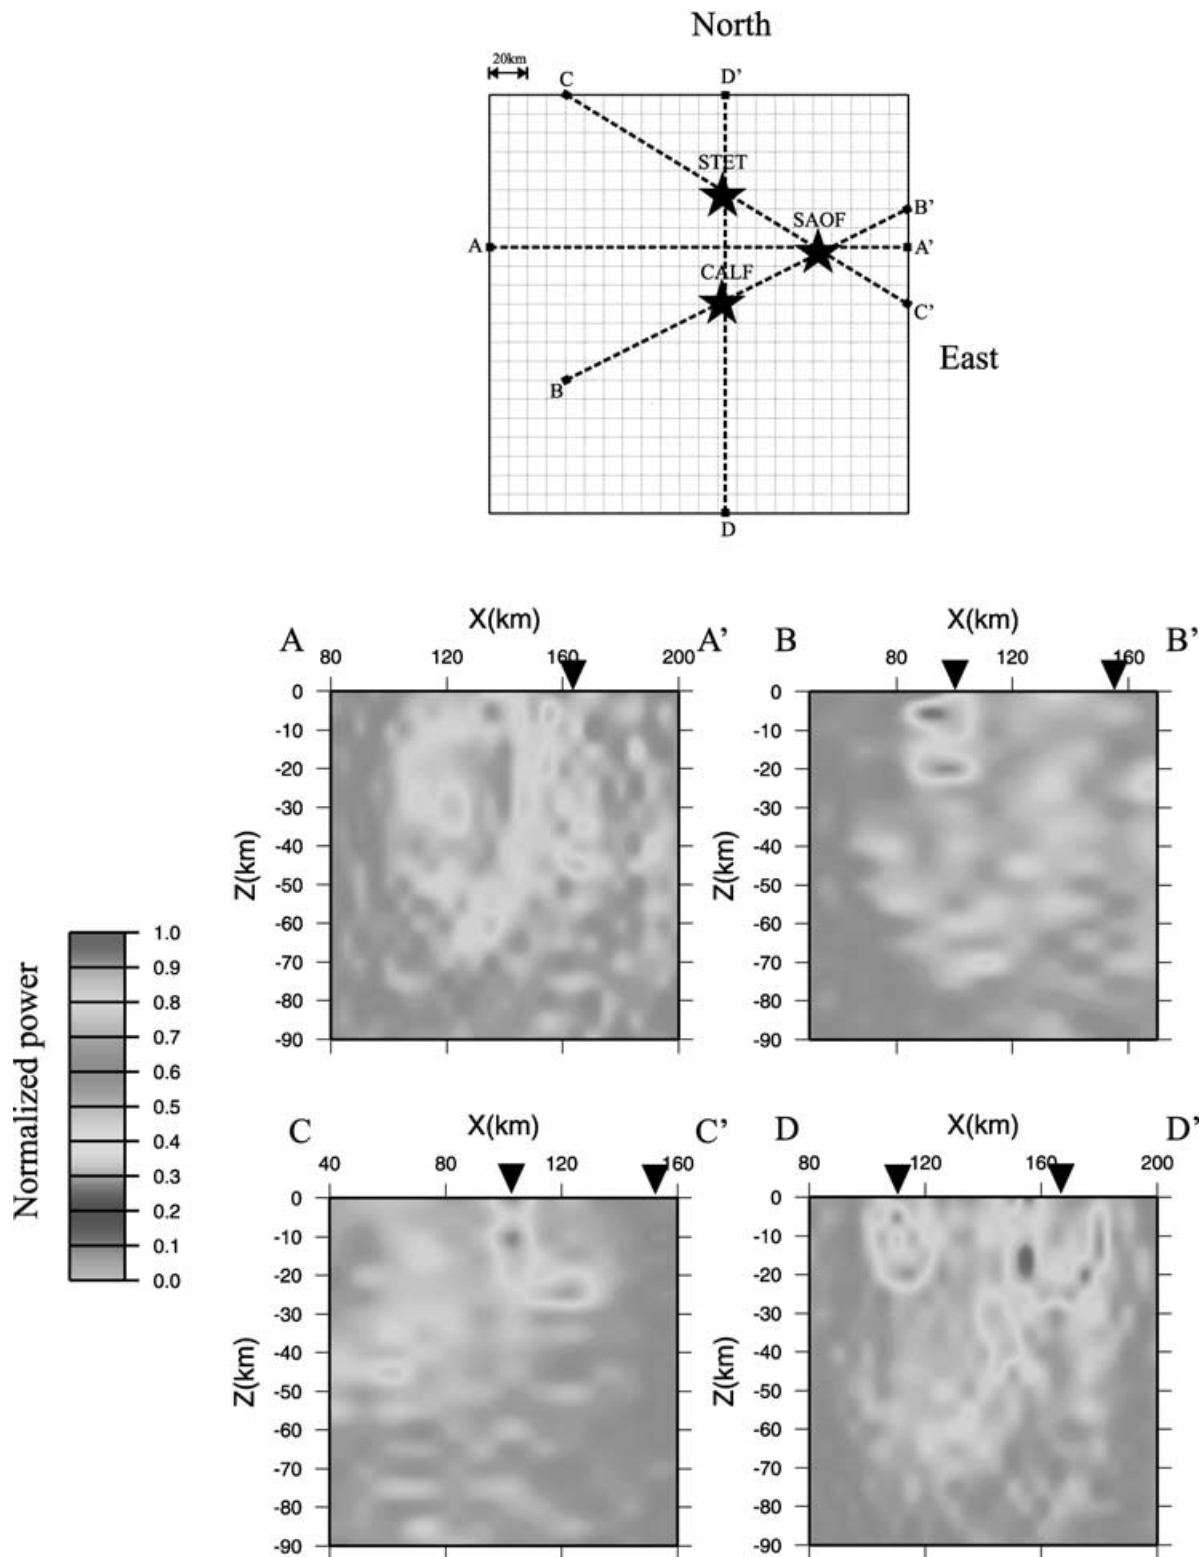 North
20km
C
D'
STET
SAOF
B'
A
A'
CALF
C'
East
B
D
X(km)
A
A'
80
120
160
200
0
-10
-20
-30
-40
-50
-60
-70
-80
-90
Z(km)
X(km)
B
B'
80
120
160
0
-10
-20
-30
-40
-50
-60
-70
-80
-90
Z(km)
Normalized power
1.0
0.9
0.8
0.7
0.6
0.5
0.4
0.3
0.2
0.1
0.0
X(km)
C
C'
40
80
120
160
0
-10
-20
-30
-40
-50
-60
-70
-80
-90
Z(km)
X(km)
D
D'
80
120
160
200
0
-10
-20
-30
-40
-50
-60
-70
-80
-90
Z(km)